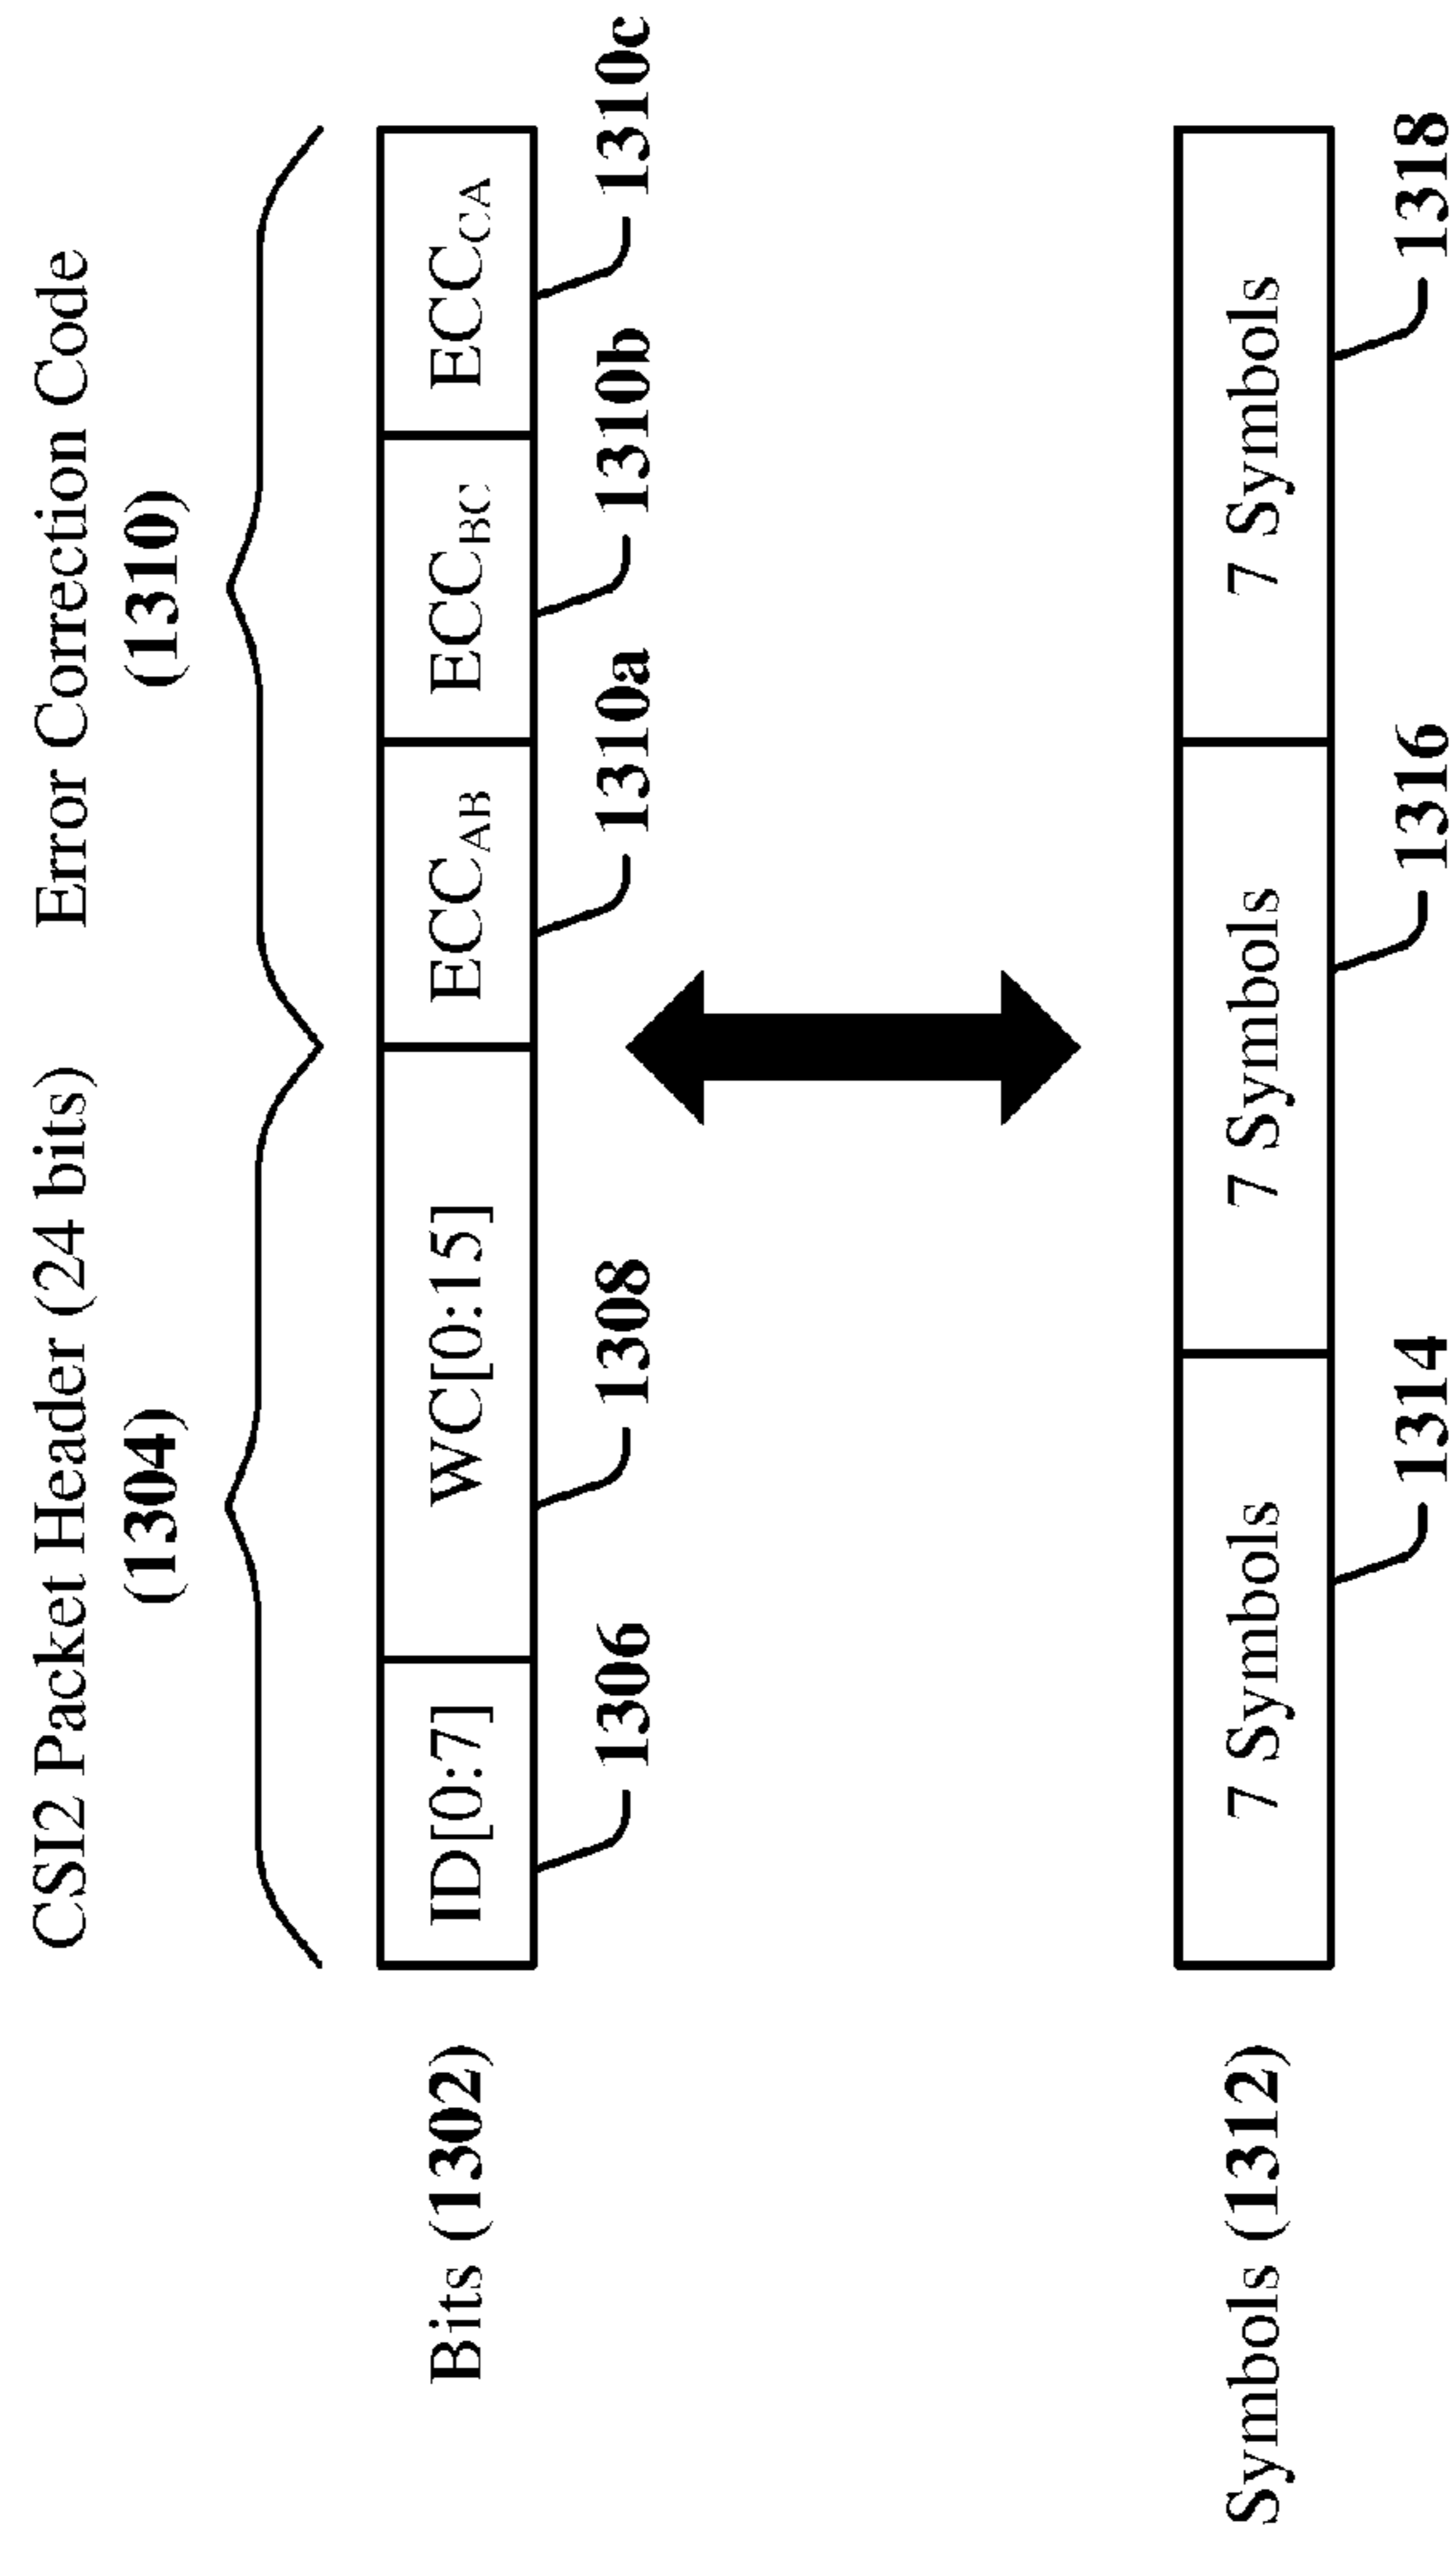 CSI2 Packet Header (24 bits)
(1304)
Error Correction Code
(1310)
Bits (1302)
ID[0:7]
WC[0:15]
ECCAB
ECCBC
ECCCA
1306
1308
1310a
1310b
1310c
Symbols (1312)
7 Symbols
7 Symbols
7 Symbols
1314
1316
1318